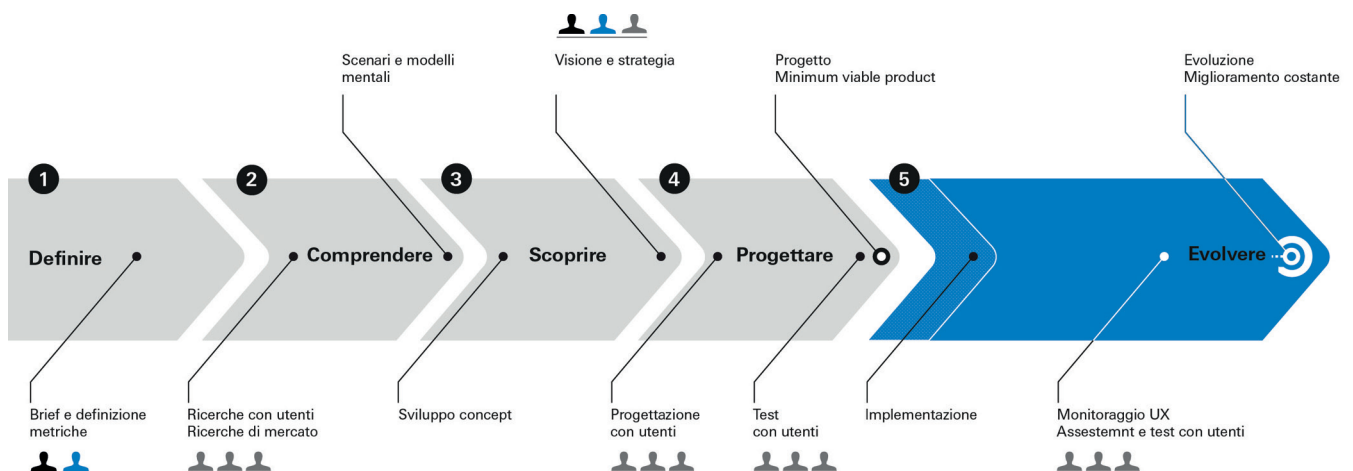 Scenari e modelli
mentali
Visione e strategia
Progetto
Minimum viable product
Evoluzione
Miglioramento costante
1
2
3
4
5
Definire
Comprendere
Scoprire
Progettare
Evolvere
Brief e definizione
metriche
Ricerche con utenti
Ricerche di mercato
Sviluppo concept
Progettazione
con utenti
Test
con utenti
Implementazione
Monitoraggio UX
Assestemnt e test con utenti